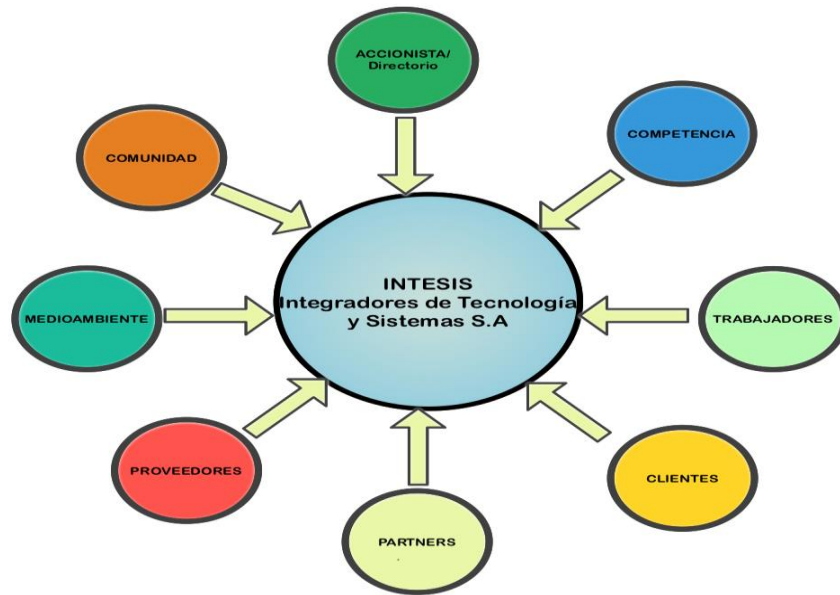 ACCIONISTA/
Directorio
COMPETENCIA
COMUNIDAD
INTESIS
Integradores de Tecnología
y Sistemas S.A
MEDIOAMBIENTE
TRABAJADORES
PROVEEDORES
CLIENTES
PARTNERS